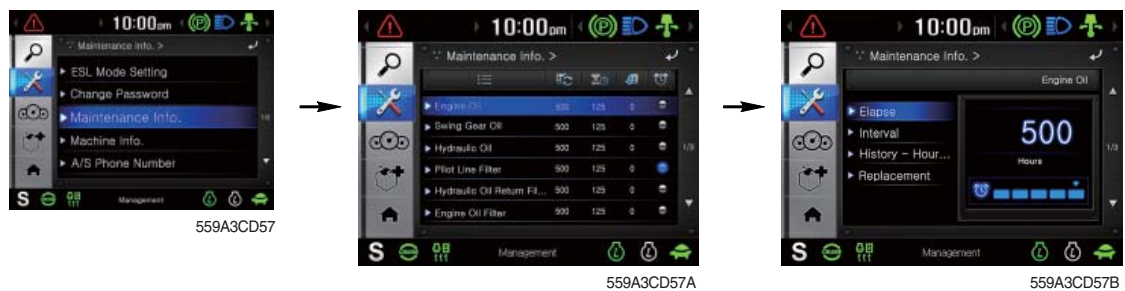 10:00pm
Maintenance Info. >
ESL Mode Setting
Change Password
Maintenance Info.
Machine info.
A/S Phone Number
1/3
S
Management
559A3CD57
10:00pm
Maintenance Info. >
Engine Oil 500 125 0
Swing Gear Oil 500 125 0
Hydraulic Oil 500 125 0
Pilot Line Filter 500 125 0
Hydraulic Oil Return Fil... 500 125 0
Engine Oil Filter 500 125 0
1/3
S
Management
559A3CD57A
10:00pm
Maintenance Info. >
Engine Oil
Elapse
Interval
History - Hour...
Replacement
500
Hours
1/3
S
Management
559A3CD57B